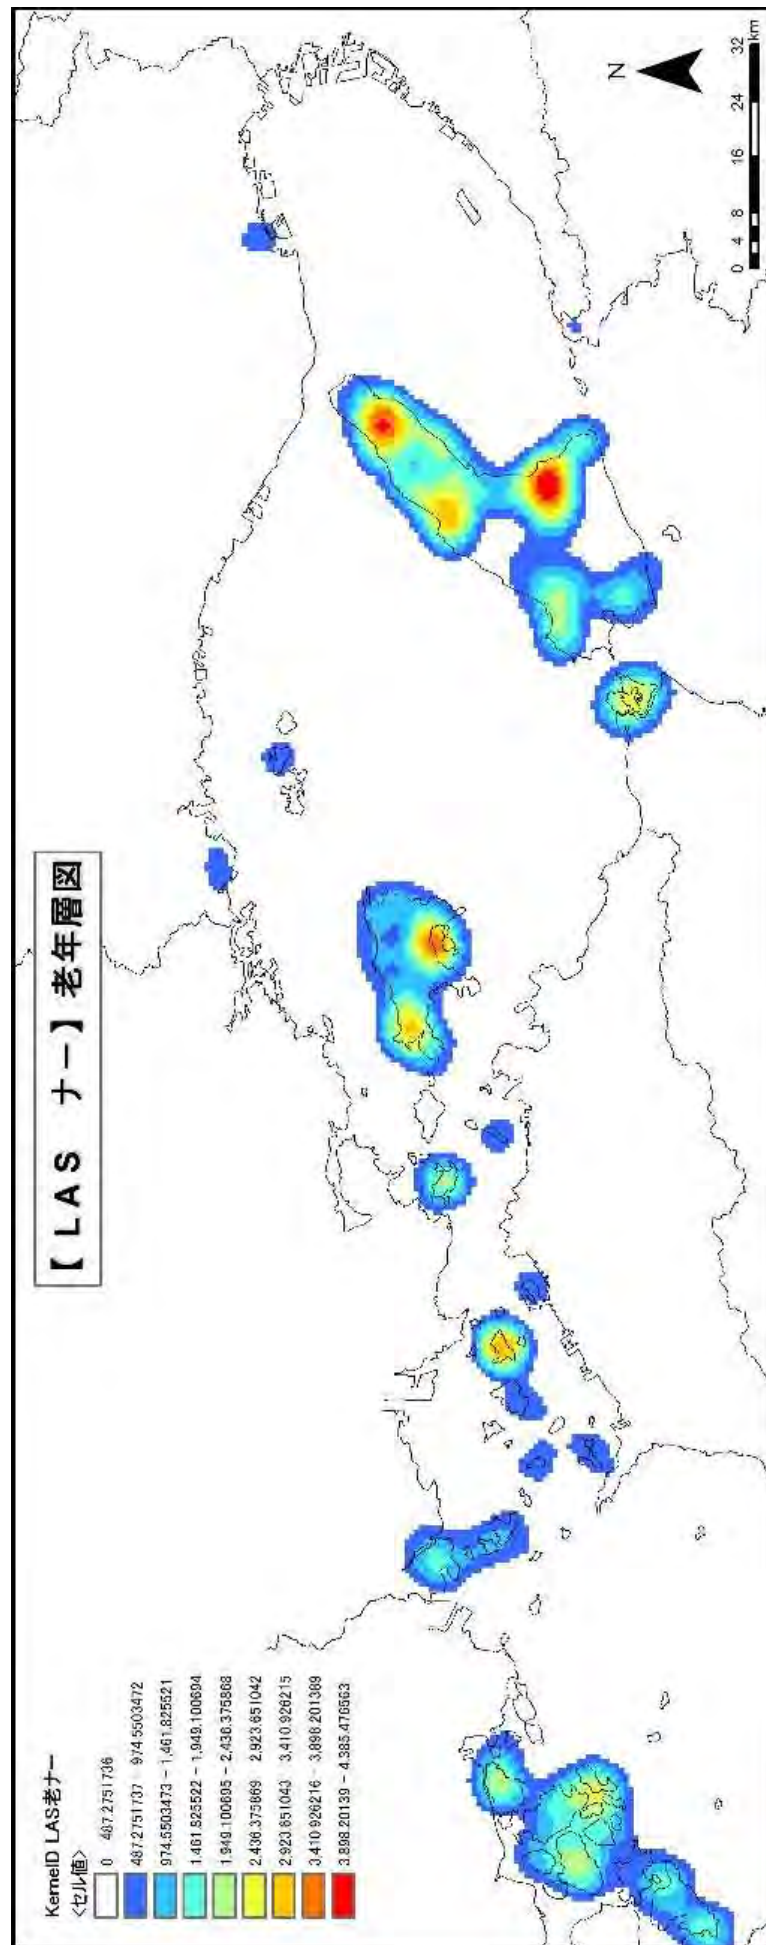 【 LAS　ナー】老年層図
KernelD LAS老ナー
<セル値>
0 487.2751736
487.2751737 974.5503472
974.5503473 - 1,461.825521
1,461.825522 - 1,949.100694
1,949.100695 - 2,436.375868
2,436.375869 2,923.651042
2,923.651043 3,410.926215
3,410.926216 - 3,898.201389
3,898.20139 - 4,385.476563
N
0 4 8 16 24 32
km